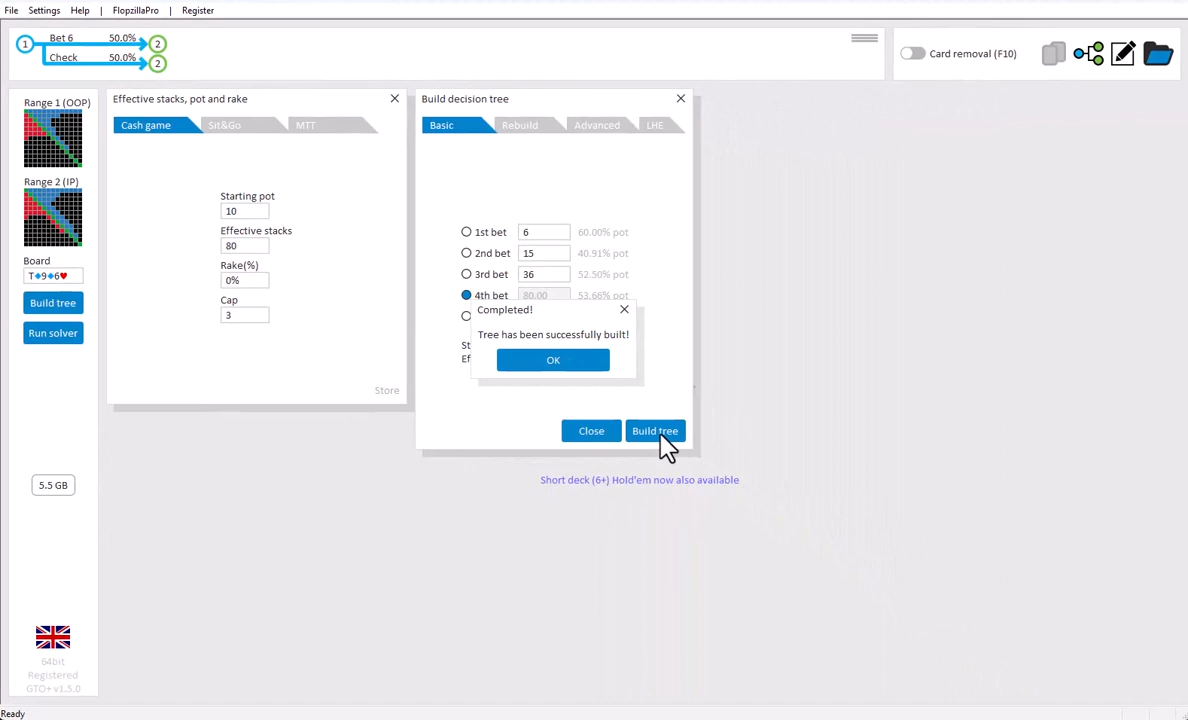 File Settings Help FlopzillaPro Register
1 Bet 6 50.0% 2
Check 50.0% 2
Card removal (F10)
Range 1 (OOP)
Range 2 (IP)
Board
T♦9♦6♥
Build tree
Run solver
5.5 GB
64bit
Registered
GTO+ v1.5.0
Effective stacks, pot and rake
Cash game Sit&Go MTT
Starting pot
10
Effective stacks
80
Rake(%)
0%
Cap
3
Store
Build decision tree
Basic Rebuild Advanced LHE
1st bet 6 60.00% pot
2nd bet 15 40.91% pot
3rd bet 36 52.50% pot
4th bet 80.00 53.66% pot
St
Ef
Completed!
Tree has been successfully built!
OK
Close Build tree
Short deck (6+) Hold'em now also available
Ready